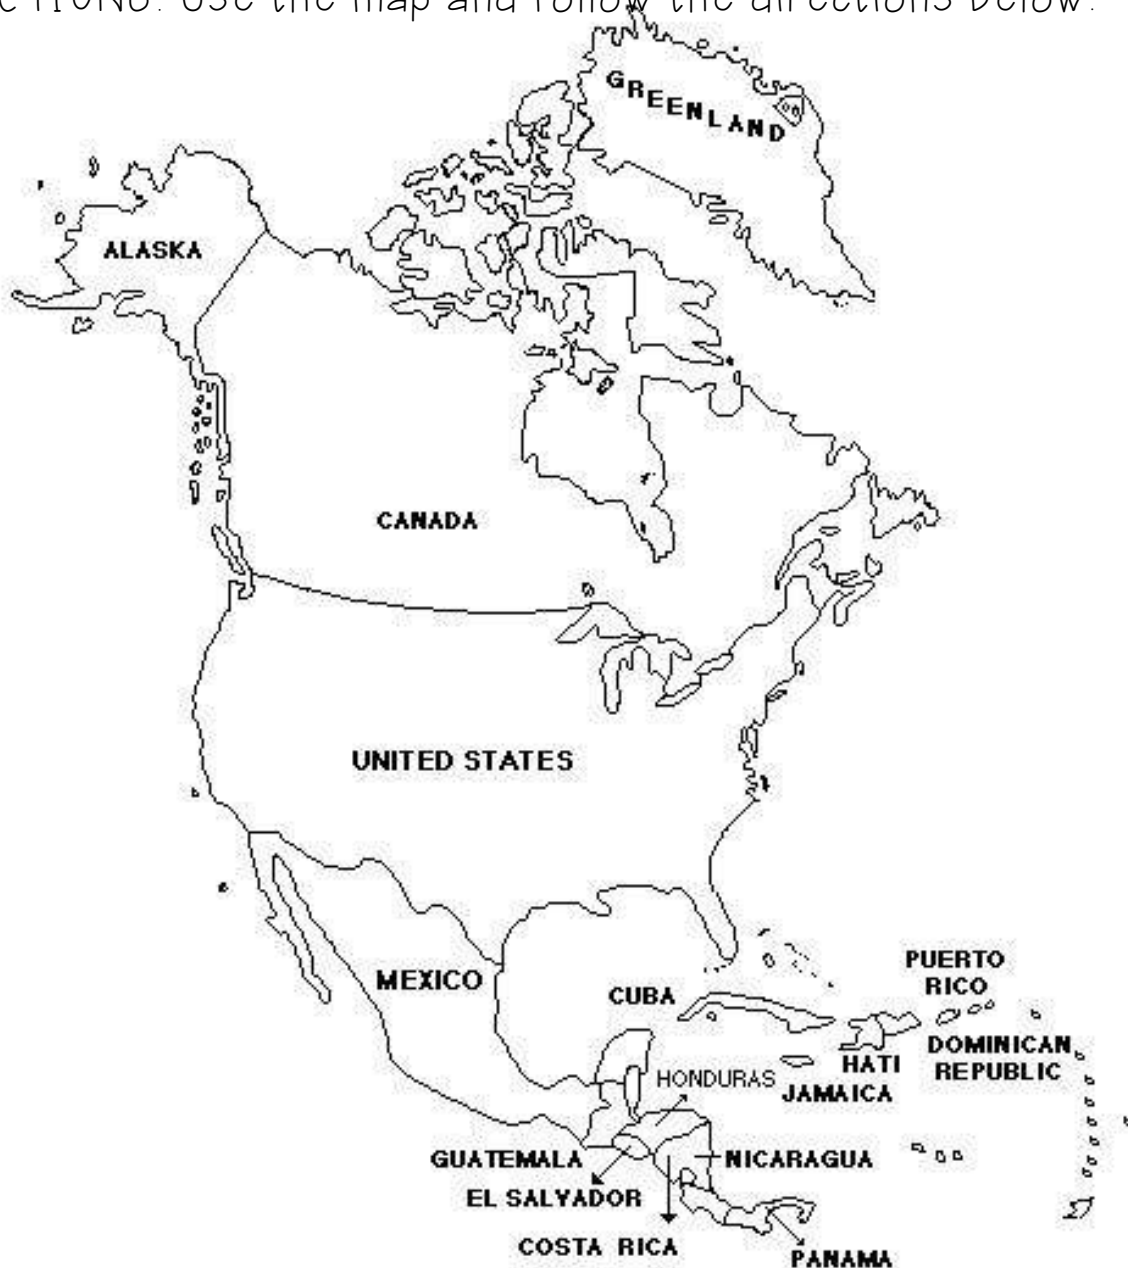 CTIONS: Use the map and follow the directions below.
GREENLAND
ALASKA
CANADA
UNITED STATES
MEXICO
CUBA
PUERTO
RICO
HATI
DOMINICAN
REPUBLIC
JAMAICA
HONDURAS
GUATEMALA
NICARAGUA
EL SALVADOR
COSTA RICA
PANAMA